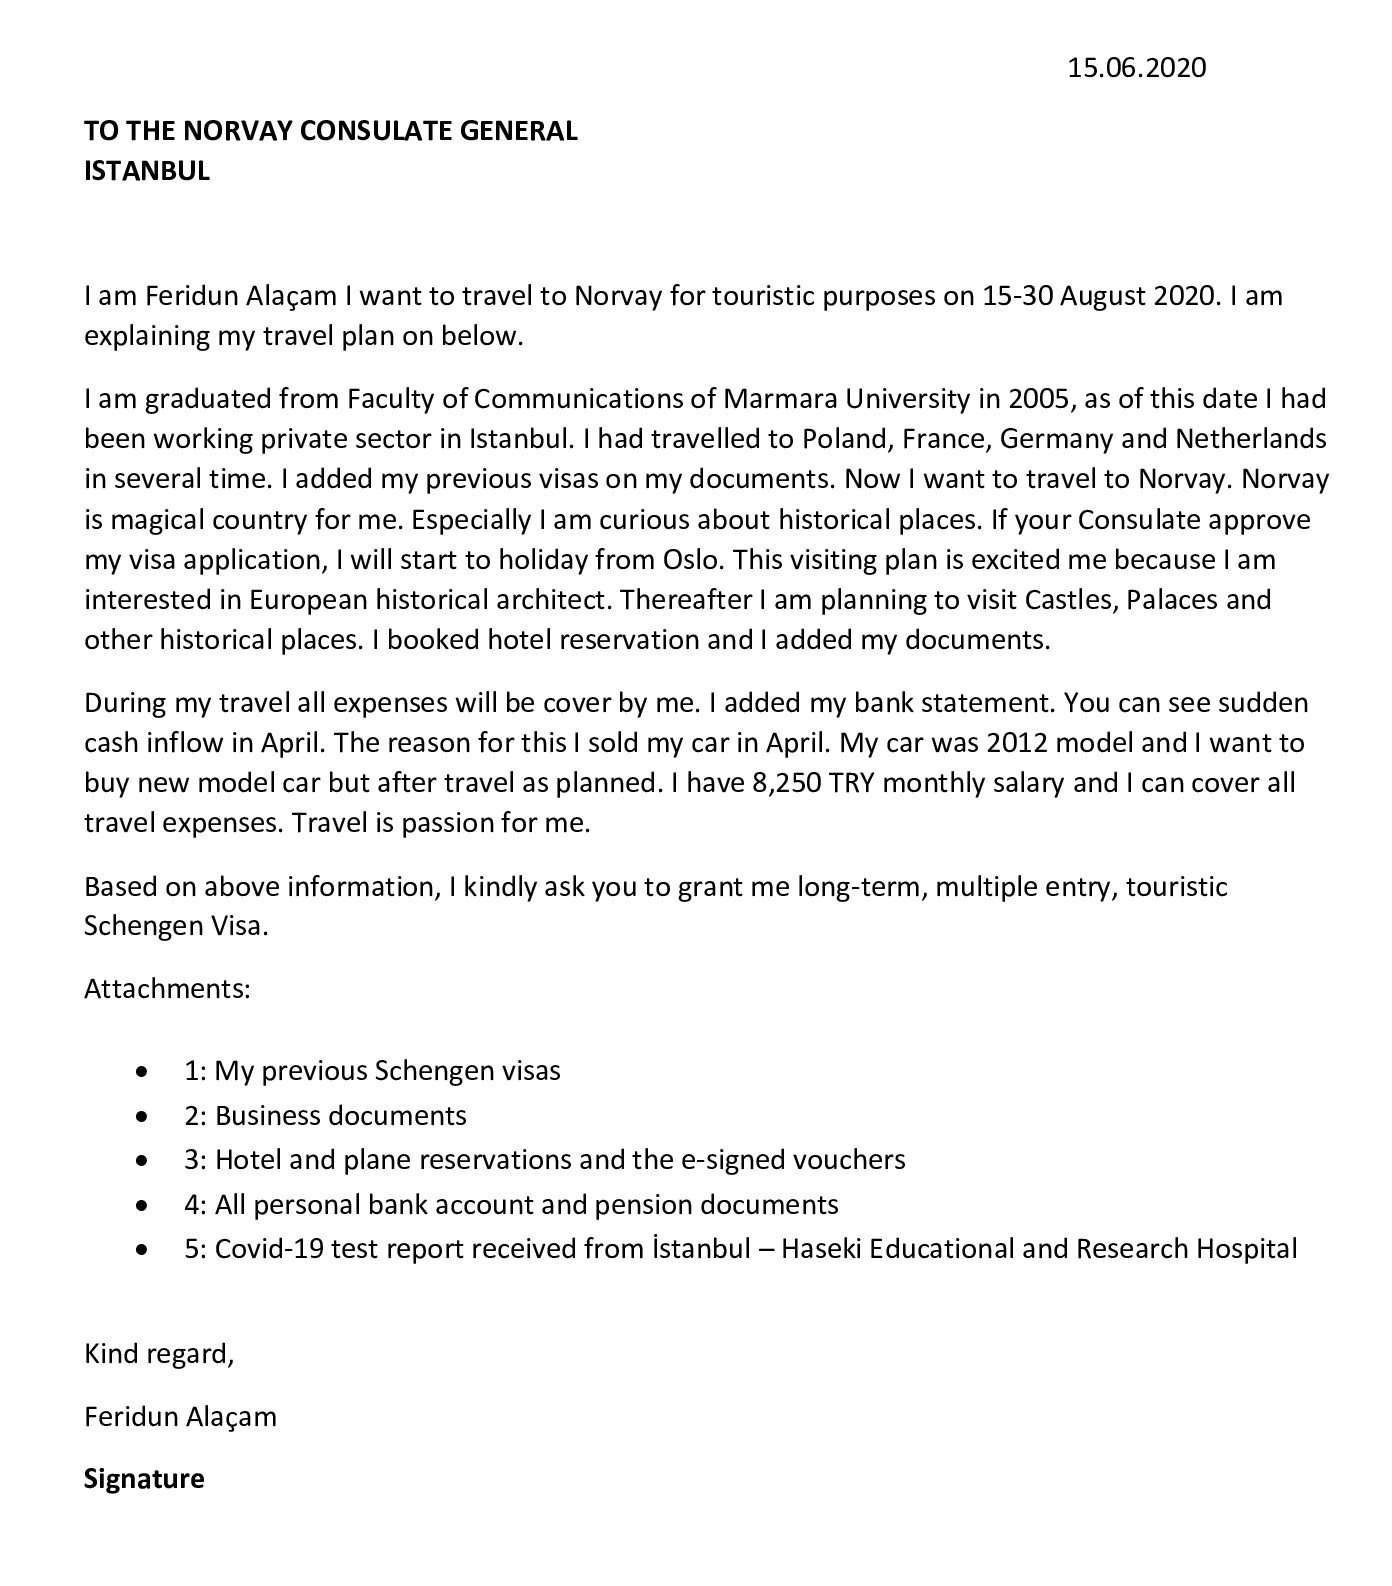 15.06.2020
TO THE NORVAY CONSULATE GENERAL
ISTANBUL
I am Feridun Alaçam I want to travel to Norvay for touristic purposes on 15-30 August 2020. I am
explaining my travel plan on below.
I am graduated from Faculty of Communications of Marmara University in 2005, as of this date I had
been working private sector in Istanbul. I had travelled to Poland, France, Germany and Netherlands
in several time. I added my previous visas on my documents. Now I want to travel to Norvay. Norvay
is magical country for me. Especially I am curious about historical places. If your Consulate approve
my visa application, I will start to holiday from Oslo. This visiting plan is excited me because I am
interested in European historical architect. Thereafter I am planning to visit Castles, Palaces and
other historical places. I booked hotel reservation and I added my documents.
During my travel all expenses will be cover by me. I added my bank statement. You can see sudden
cash inflow in April. The reason for this I sold my car in April. My car was 2012 model and I want to
buy new model car but after travel as planned. I have 8,250 TRY monthly salary and I can cover all
travel expenses. Travel is passion for me.
Based on above information, I kindly ask you to grant me long-term, multiple entry, touristic
Schengen Visa.
Attachments:
• 1: My previous Schengen visas
• 2: Business documents
• 3: Hotel and plane reservations and the e-signed vouchers
• 4: All personal bank account and pension documents
• 5: Covid-19 test report received from İstanbul – Haseki Educational and Research Hospital
Kind regard,
Feridun Alaçam
Signature